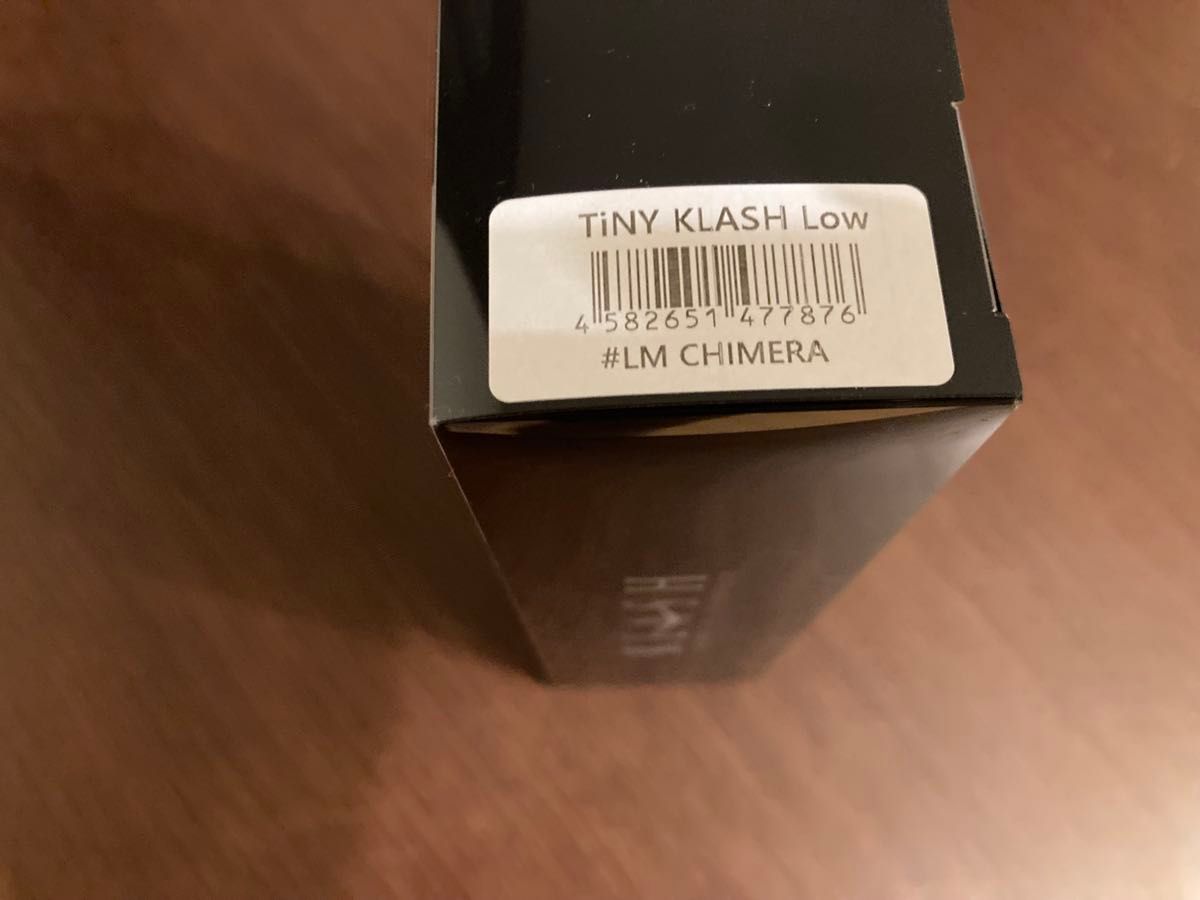 TiNY KLASH Low
4 582651 477876
#LM CHIMERA